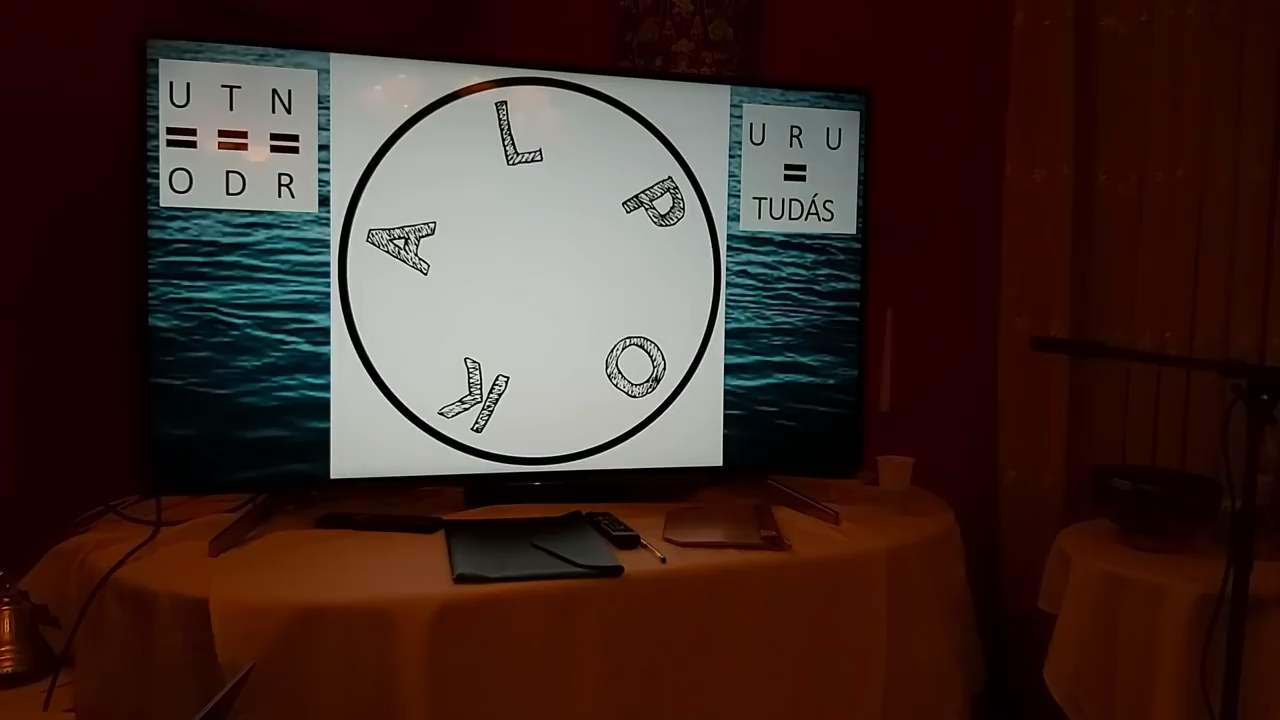 U T N
= = =
O D R
L
P
O
K
A
U R U
=
TUDÁS